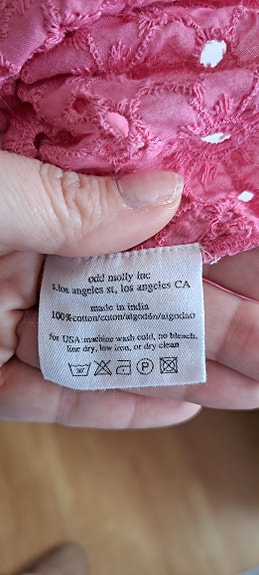 odd molly inc
s.los angeles st, los angeles CA
made in india
100%cotton/coton/algodón/algodao
for USA:machine wash cold, no bleach,
line dry, low iron, or dry clean
30° P